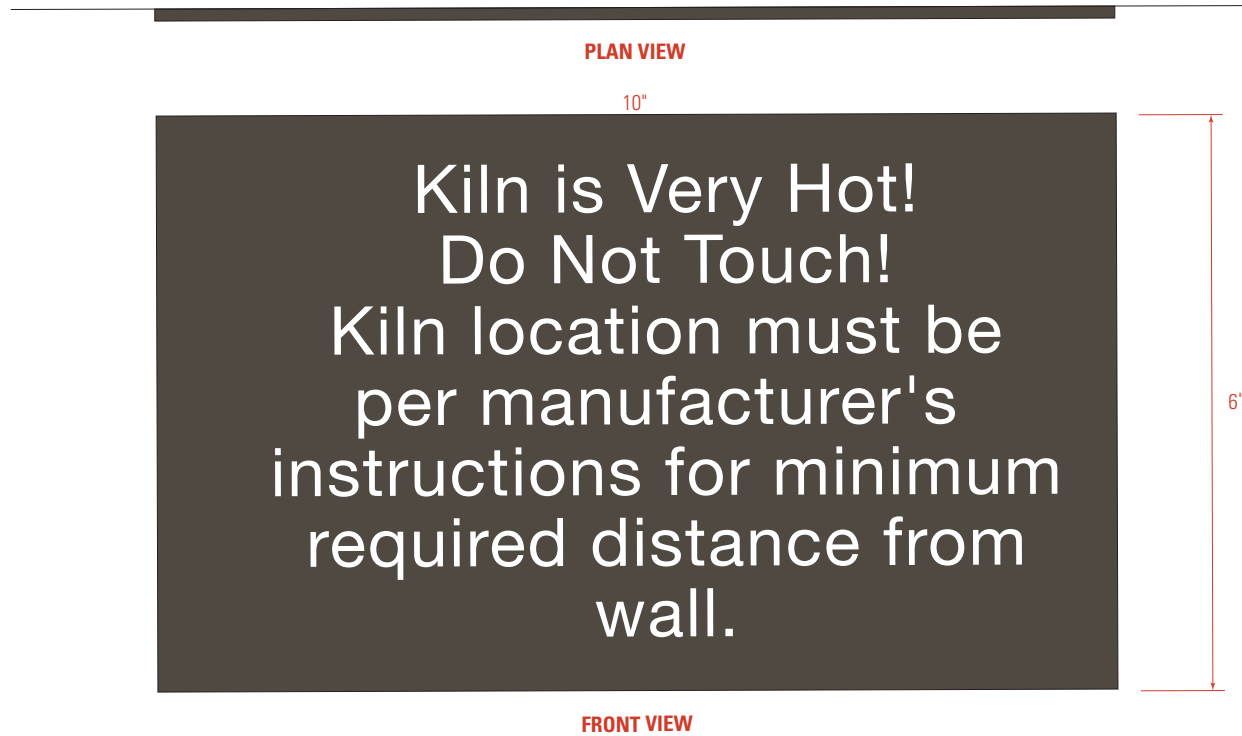 PLAN VIEW
10"
Kiln is Very Hot!
Do Not Touch!
Kiln location must be
per manufacturer's
instructions for minimum
required distance from
wall.
6"
FRONT VIEW